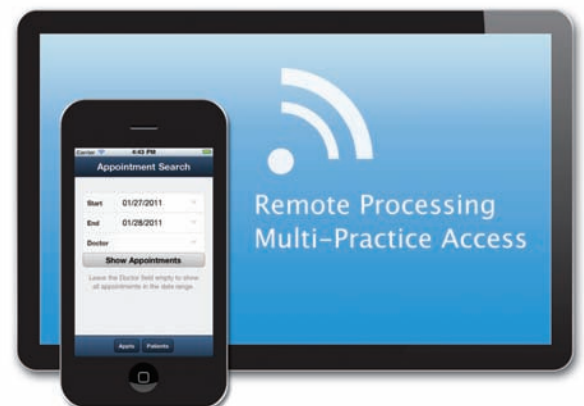 Carrier 4:43 PM
Appointment Search
Start 01/27/2011
End 01/28/2011
Doctor
Show Appointments
Leave the Doctor field empty to show
all appointments in the date range.
Appts Patients
Remote Processing
Multi-Practice Access